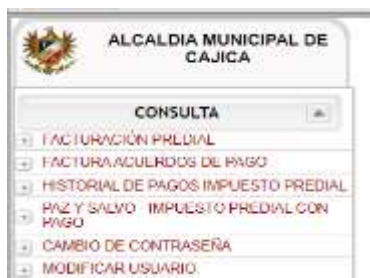 ALCALDIA MUNICIPAL DE
CAJICA
CONSULTA
FACTURACIÓN PREDIAL
FACTURA ACUERDOS DE PAGO
HISTORIAL DE PAGOS IMPUESTO PREDIAL
PAZ Y SALVO IMPUESTO PREDIAL CON
PAGO
CAMBIO DE CONTRASEÑA
MODIFICAR USUARIO